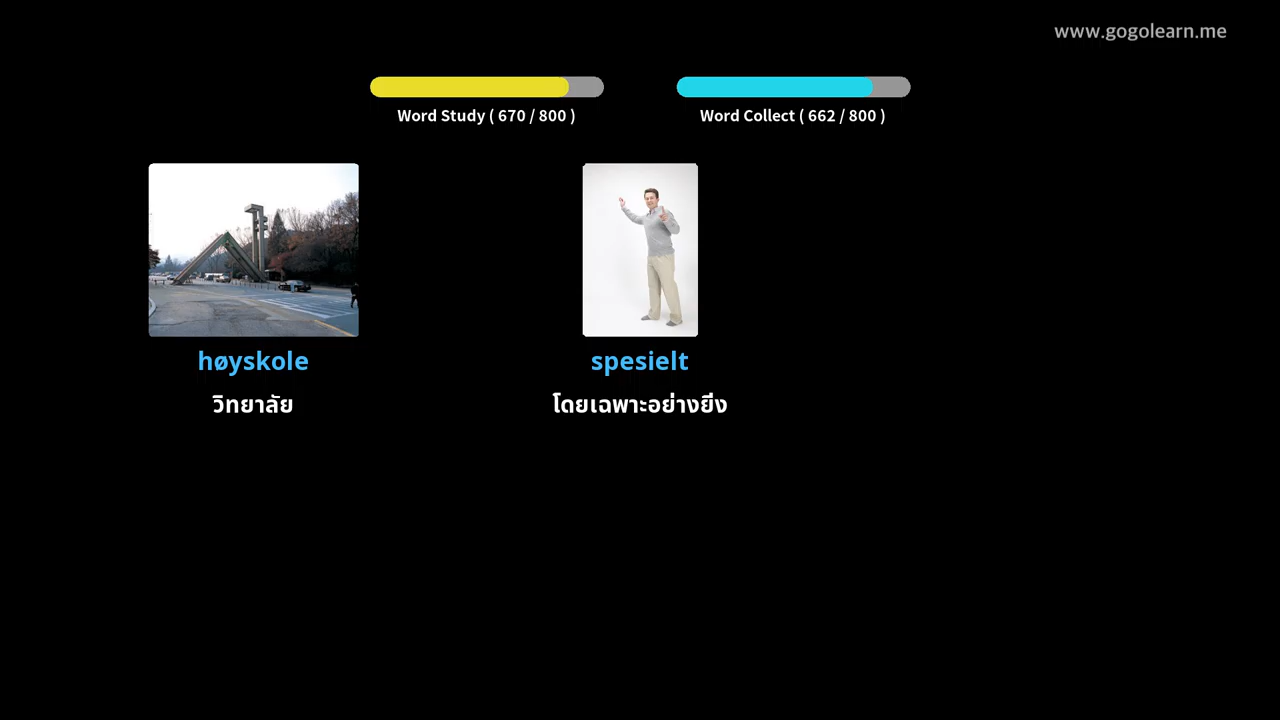 www.gogolearn.me
Word Study ( 670 / 800 )
Word Collect ( 662 / 800 )
høyskole
spesielt
วิทยาลัย
โดยเฉพาะอย่างยิ่ง